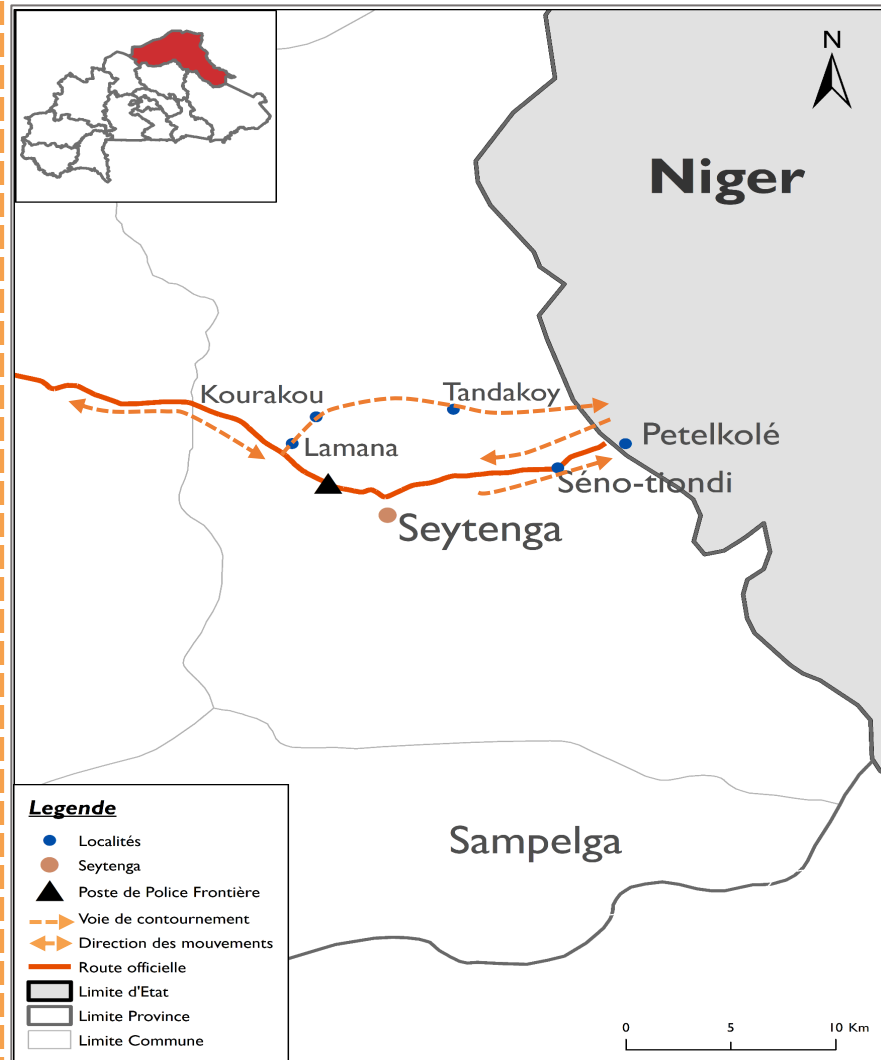 N
Niger
Kourakou
Tandakoy
Lamana
Petelkolé
Séno-tiondi
Seytenga
Sampelga
Legende
Localités
Seytenga
Poste de Police Frontière
Voie de contournement
Direction des mouvements
Route officielle
Limite d'Etat
Limite Province
Limite Commune
0 5 10 Km